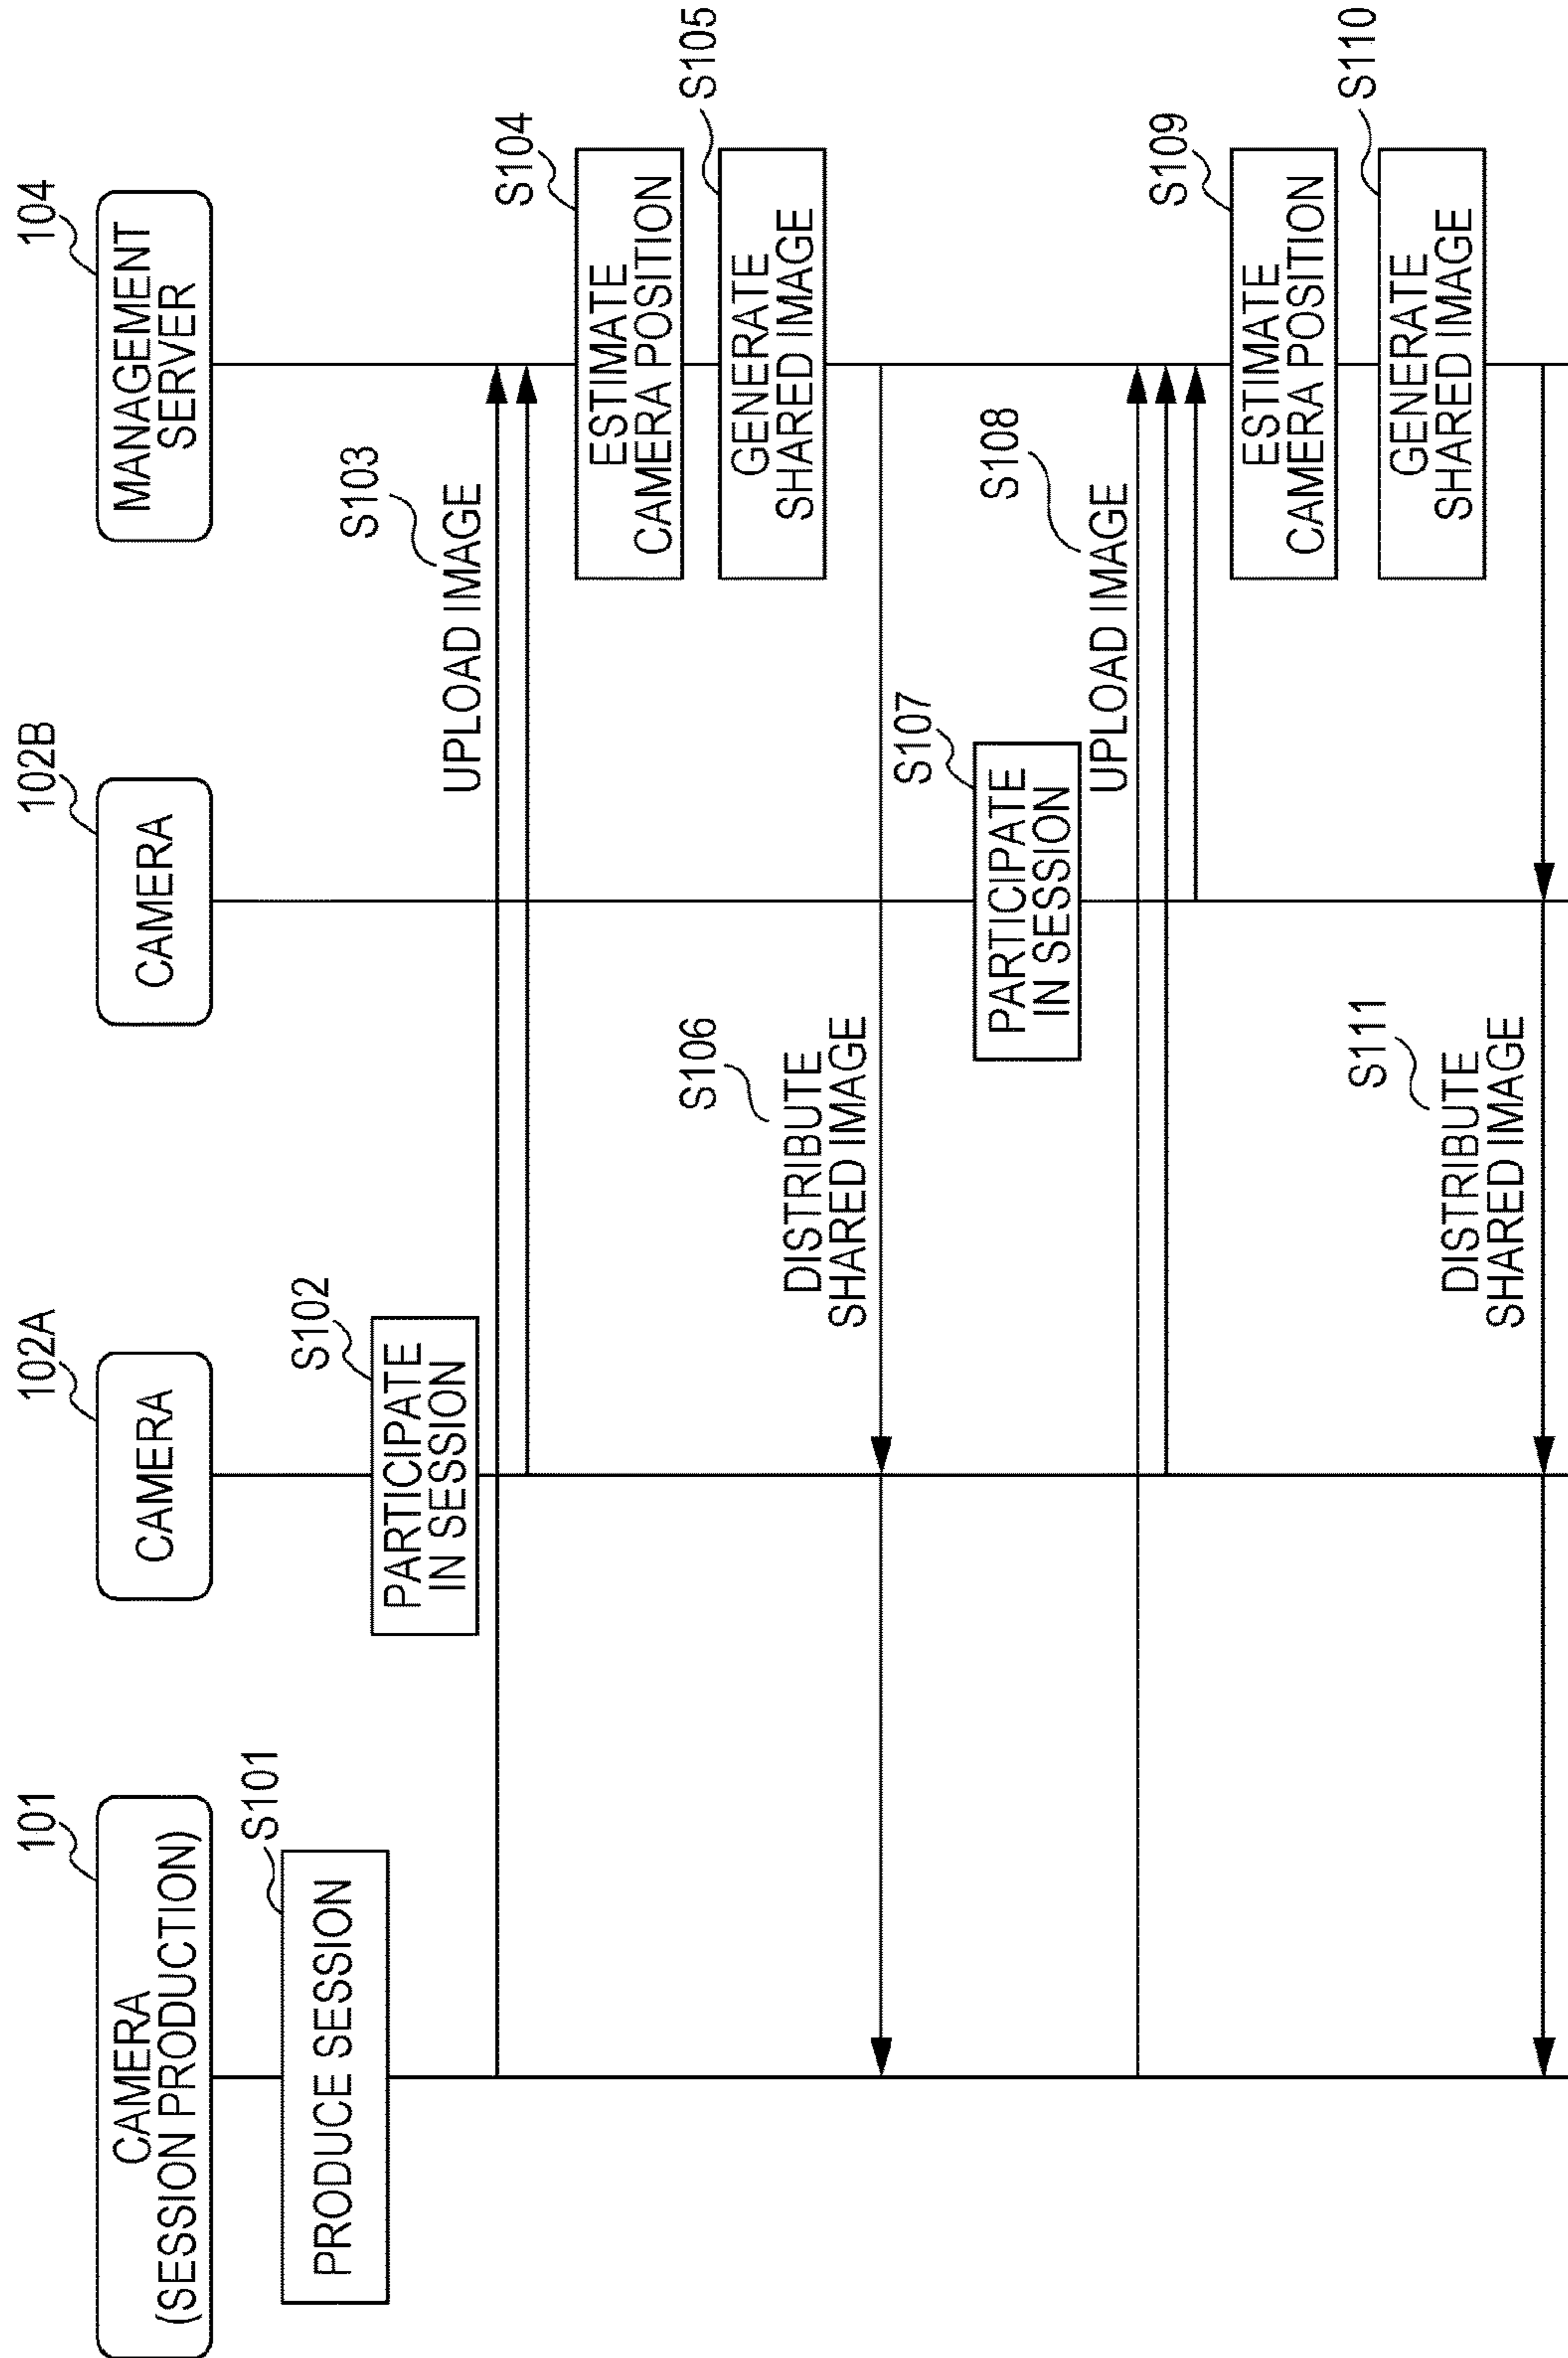 101
CAMERA
(SESSION PRODUCTION)
102A
CAMERA
102B
CAMERA
104
MANAGEMENT
SERVER
S101
PRODUCE SESSION
S102
PARTICIPATE
IN SESSION
S103
UPLOAD IMAGE
S104
ESTIMATE
CAMERA POSITION
S105
GENERATE
SHARED IMAGE
S106
DISTRIBUTE
SHARED IMAGE
S107
PARTICIPATE
IN SESSION
S108
UPLOAD IMAGE
S109
ESTIMATE
CAMERA POSITION
S110
GENERATE
SHARED IMAGE
S111
DISTRIBUTE
SHARED IMAGE